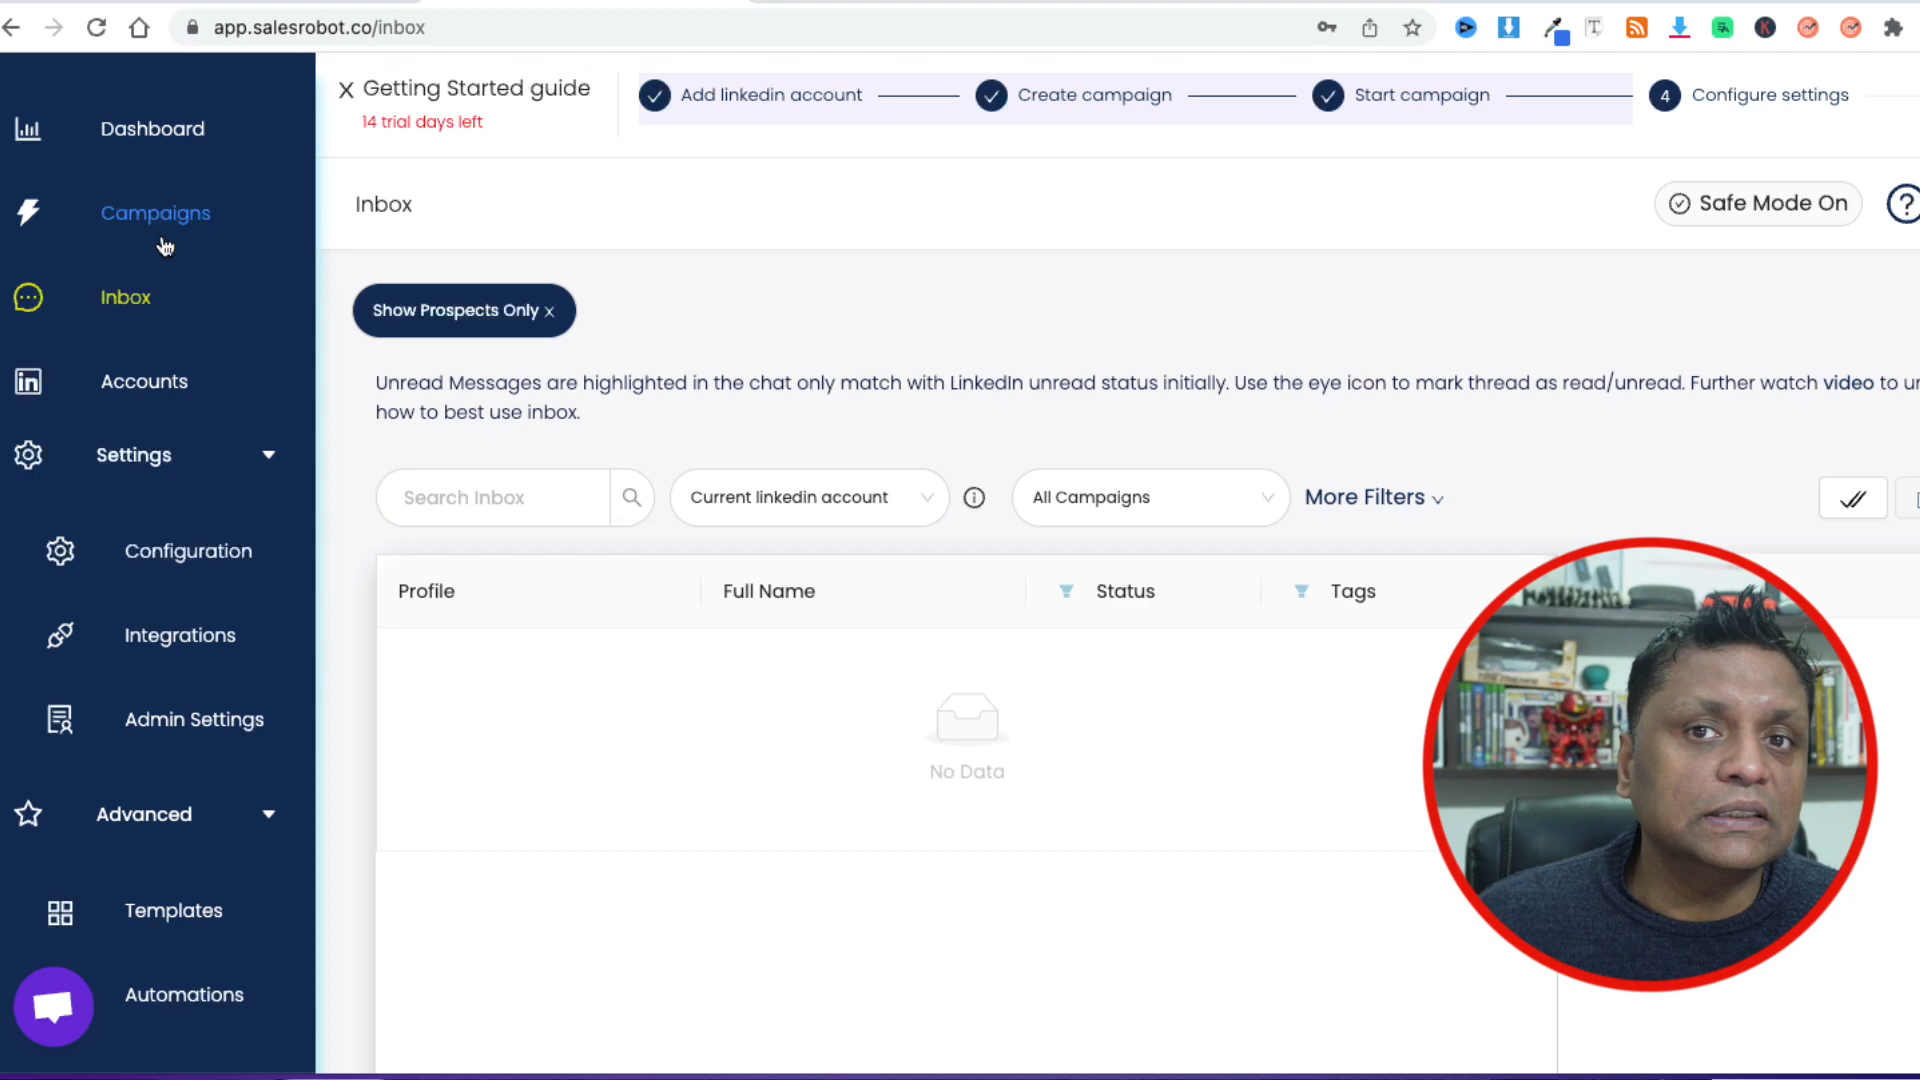 app.salesrobot.co/inbox
X Getting Started guide
14 trial days left
Add linkedin account
Create campaign
Start campaign
4 Configure settings
Dashboard
Campaigns
Inbox
Accounts
Settings
Configuration
Integrations
Admin Settings
Advanced
Templates
Automations
Inbox
Safe Mode On
?
Show Prospects Only x
Unread Messages are highlighted in the chat only match with LinkedIn unread status initially. Use the eye icon to mark thread as read/unread. Further watch video to
how to best use inbox.
Search Inbox
Current linkedin account
All Campaigns
More Filters
Profile
Full Name
Status
Tags
No Data